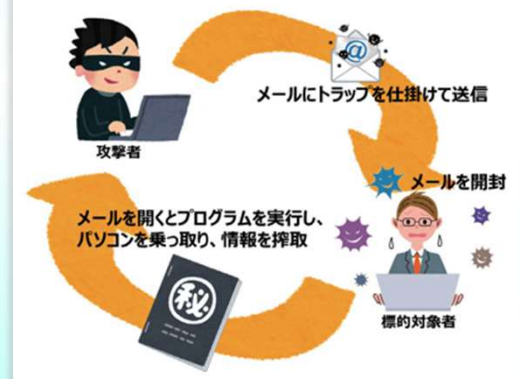 @
メールにトラップを仕掛けて送信
攻撃者
メールを開封
メールを開くとプログラムを実行し、
パソコンを乗っ取り、情報を搾取
秘
標的対象者